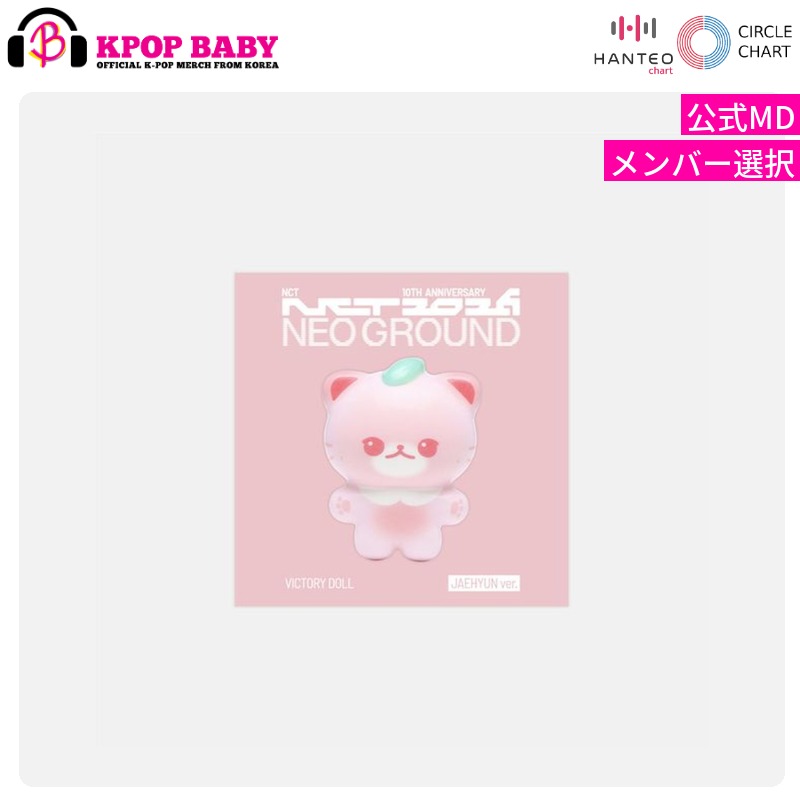 KPOP BABY
OFFICIAL K-POP MERCH FROM KOREA
HANTEO
chart
CIRCLE
CHART
公式MD
メンバー選択
NCT
10TH ANNIVERSARY
NCT 2026
NEO GROUND
VICTORY DOLL
JAEHYUN ver.